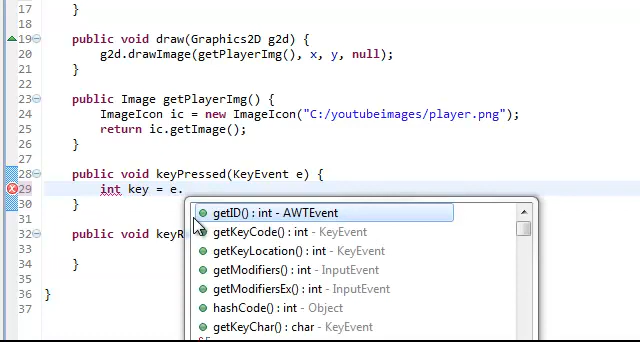 17 }
18
19 public void draw(Graphics2D g2d) {
20 g2d.drawImage(getPlayerImg(), x, y, null);
21 }
22
23 public Image getPlayerImg() {
24 ImageIcon ic = new ImageIcon("C:/youtubeimages/player.png");
25 return ic.getImage();
26 }
27
28 public void keyPressed(KeyEvent e) {
29 int key = e.
30 }
getID() : int - AWTEvent
31
getKeyCode() : int - KeyEvent
32 public void keyR
33
getKeyLocation() : int - KeyEvent
34 }
getModifiers() : int - InputEvent
35
getModifiersEx() : int - InputEvent
36 }
hashCode() : int - Object
37
getKeyChar() : char - KeyEvent